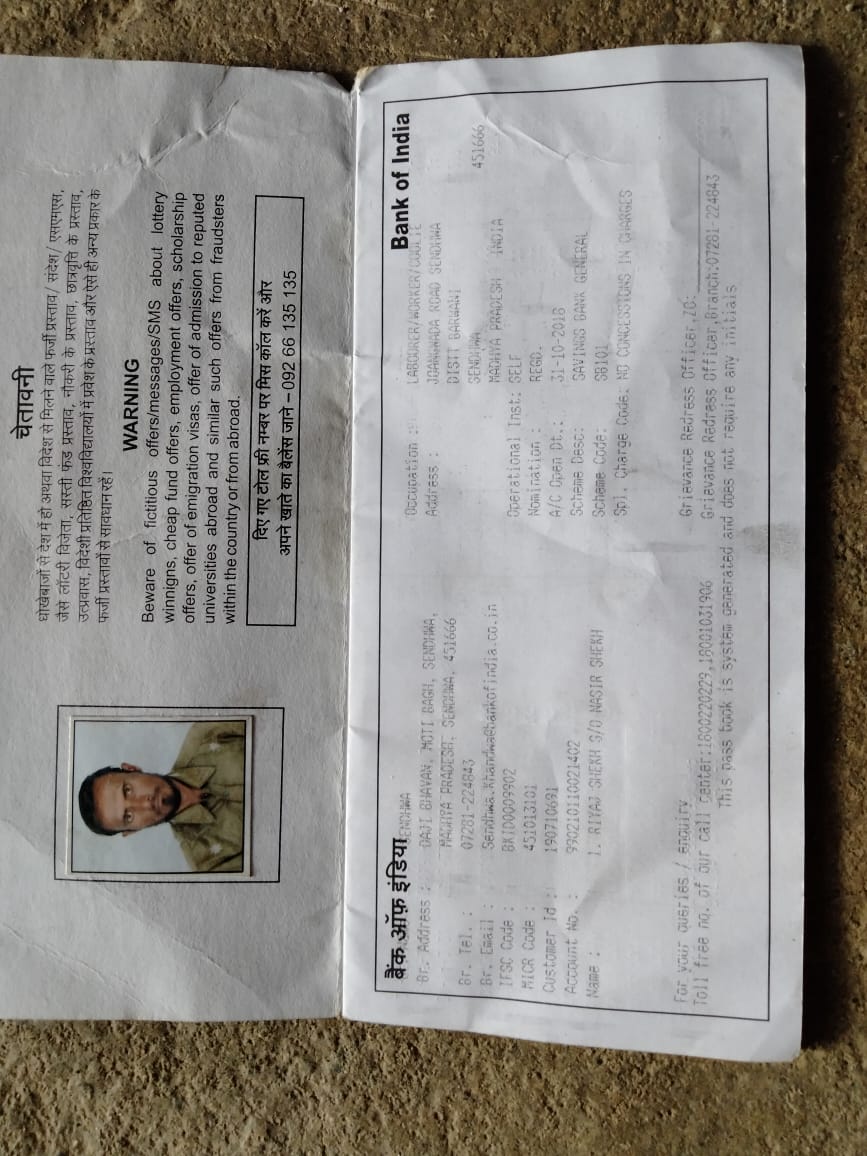 चेतावनी
धोखेबाजों से देश में हो अथवा विदेश से मिलने वाले फर्जी प्रस्ताव/ संदेश/ एसएमएस,
जैसे लॉटरी विजेता, सस्ती फंड प्रस्ताव, नौकरी के प्रस्ताव, छात्रवृत्ति के प्रस्ताव,
उत्प्रवास, विदेशी प्रतिष्ठित विश्वविद्यालयों में प्रवेश के प्रस्ताव और ऐसे ही अन्य प्रकार के
फर्जी प्रस्तावों से सावधान रहें।
WARNING
Beware of fictitious offers/messages/SMS about lottery
winnigns, cheap fund offers, employment offers, scholarship
offers, offer of emigration visas, offer of admission to reputed
universities abroad and similar such offers from fraudsters
within the country or from abroad.
दिए गए टोल फ्री नम्बर पर मिस कॉल करें और
अपने खाते का बैलेंस जाने – 092 66 135 135
बैंक ऑफ़ इंडिया Bank of India
SENDHWA
Br. Address : DAJI BHAVAN, MOTI BAGH, SENDHWA,
MADHYA PRADESH, SENDHWA, 451666
Br. Tel. : 07281-224843
Br. Email : Sendhwa.Khandwa@bankofindia.co.in
IFSC Code : BKID0009902
MICR Code : 451013101
Customer Id : 190710691
Account No. : 990210110021402
Name : 1. RIYAJ SHEKH S/O NASIR SHEKH
Occupation : LABOURER/WORKER/COOLIE
Address : ROAD SENDHWA
DISTT BARWANI
SENDHWA 451666
MADHYA PRADESH INDIA
Operational Inst: SELF
Nomination : REGD.
A/C Open Dt.: 31-10-2018
Scheme Desc: SAVINGS BANK GENERAL
Scheme Code: SB101
Spl. Charge Code: NO CONCESSIONS IN CHARGES
For your queries / enquiry Grievance Redress Officer,ZO:
Toll free no. of our call center:1800220229,18001031906 Grievance Redress Officer,Branch:07281-224843
This pass book is system generated and does not require any initials